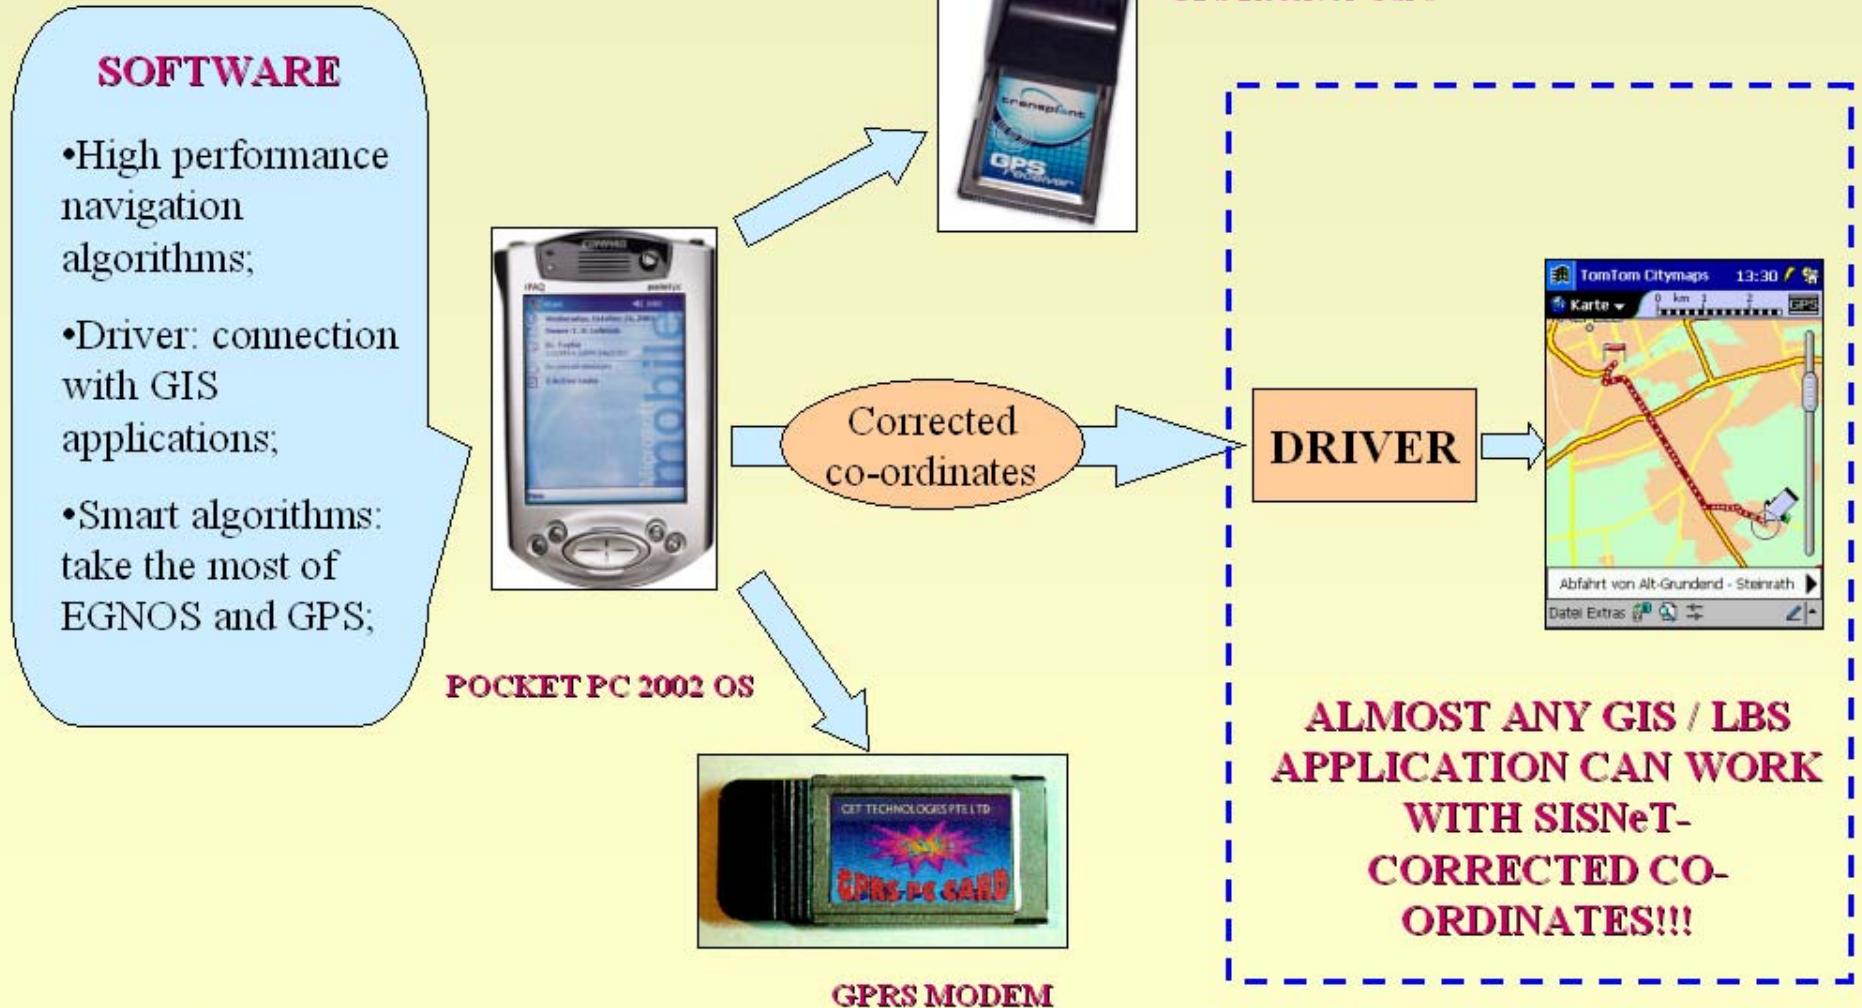 SOFTWARE
•High performance
navigation
algorithms;
•Driver: connection
with GIS
applications;
•Smart algorithms:
take the most of
EGNOS and GPS;
transplant
GPS
receiver
COMPAQ
iPAQ
Microsoft
mobile
POCKET PC 2002 OS
Corrected
co-ordinates
DRIVER
TomTom Citymaps 13:30
Karte
0 km 1 2
GPS
Abfahrt von Alt-Grundend - Steinrath
Datei Extras
CET TECHNOLOGIES PTE LTD
GPRS-PC CARD
GPRS MODEM
ALMOST ANY GIS / LBS
APPLICATION CAN WORK
WITH SISNeT-
CORRECTED CO-
ORDINATES!!!